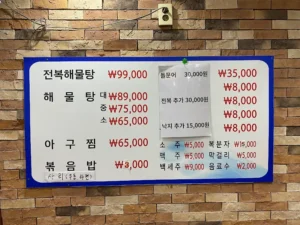 전복해물탕 ₩99,000
해물탕 대 ₩89,000
중 ₩75,000
소 ₩65,000
아구찜 ₩65,000
볶음밥 ₩3,000
돌문어 30,000원
전복 추가 30,000원
낙지 추가 15,000원
₩35,000
₩8,000
₩8,000
₩8,000
₩8,000
소주 ₩5,000 복분자
맥주 ₩5,000 막걸리 ₩5,000
백세주 ₩9,000 음료수 ₩2,000